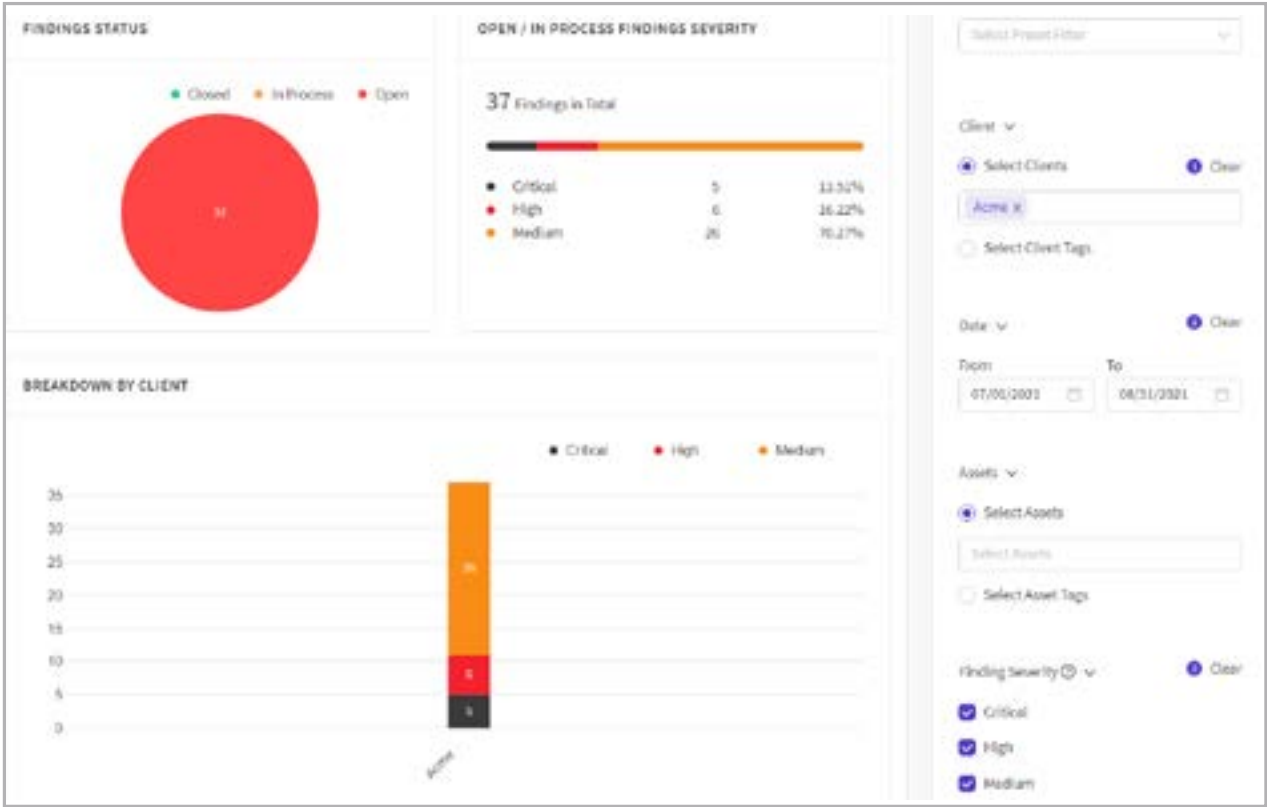 FINDINGS STATUS
Closed In Process Open
37
OPEN / IN PROCESS FINDINGS SEVERITY
37 Findings in Total
Critical 5 13.51%
High 6 16.22%
Medium 26 70.27%
BREAKDOWN BY CLIENT
Critical High Medium
35
30
25
20
15
10
5
0
26
6
5
Acme
Select Preset Filter
Client
Select Clients Clear
Acme x
Select Client Tags
Date Clear
From To
07/01/2021 08/31/2021
Assets
Select Assets
Select Assets
Select Asset Tags
Finding Severity Clear
Critical
High
Medium